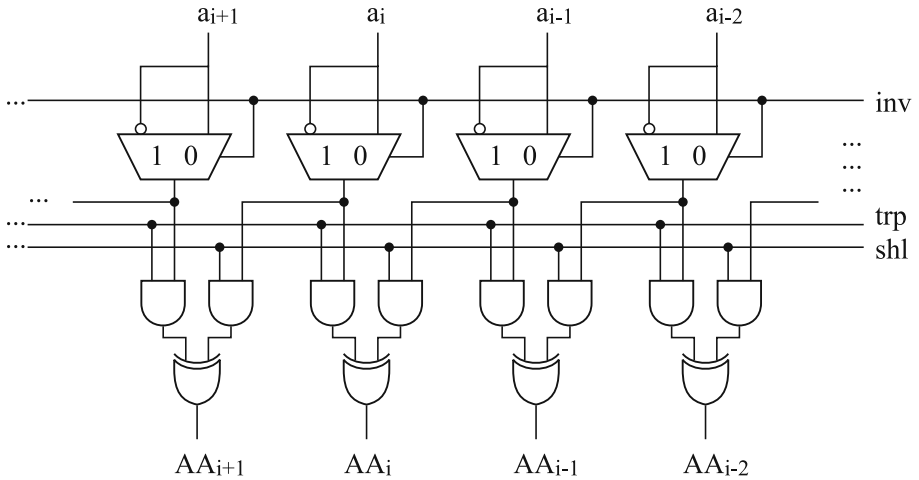 aᵢ₊₁ aᵢ aᵢ₋₁ aᵢ₋₂
... inv
1 0 1 0 1 0 1 0
...
...
... ...
... trp
... shl
AAᵢ₊₁ AAᵢ AAᵢ₋₁ AAᵢ₋₂